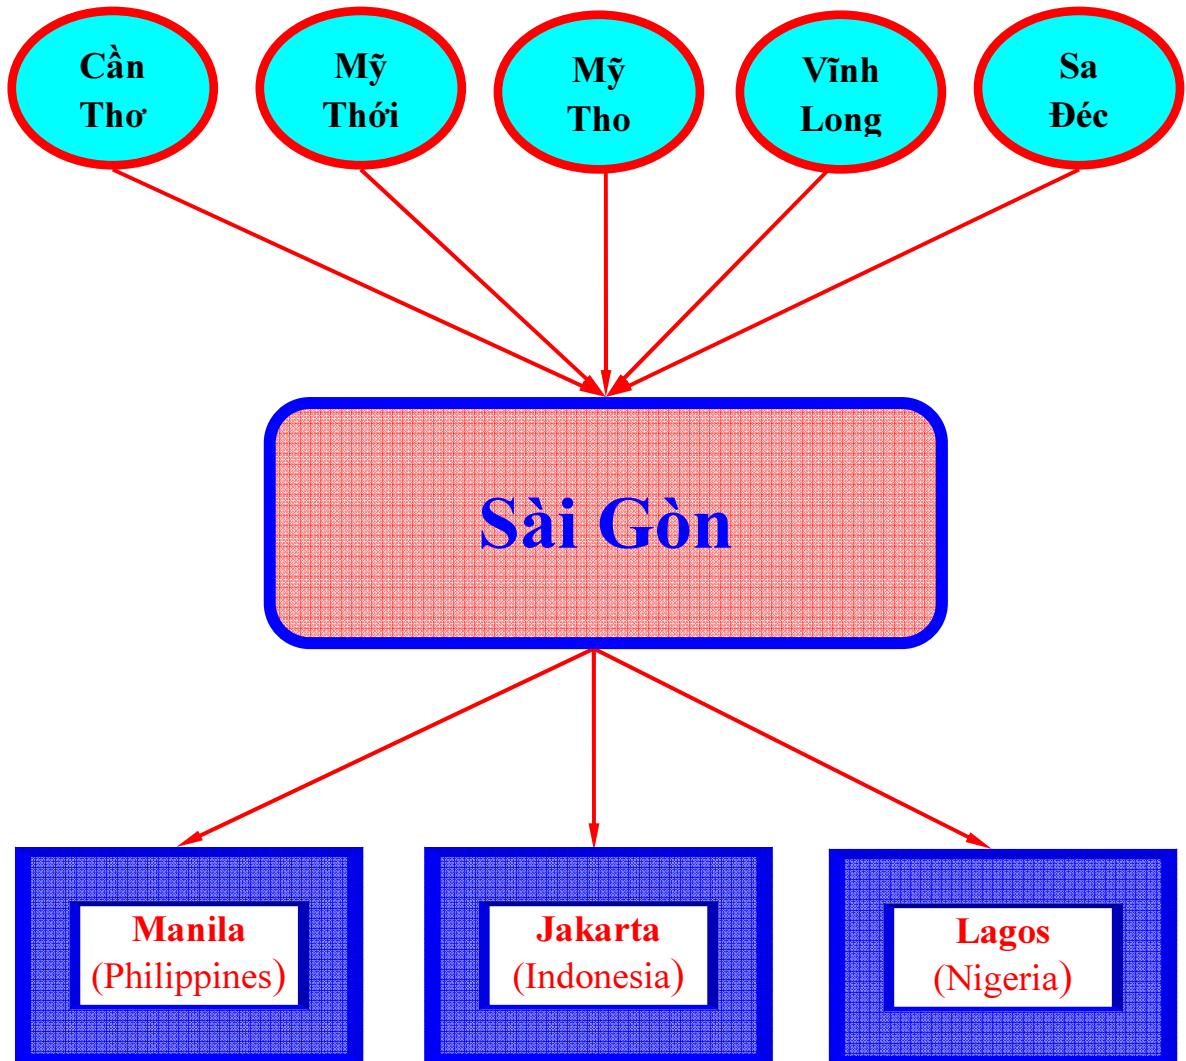 Cần
Thơ
Mỹ
Thới
Mỹ
Tho
Vĩnh
Long
Sa
Đéc
Sài Gòn
Manila
(Philippines)
Jakarta
(Indonesia)
Lagos
(Nigeria)